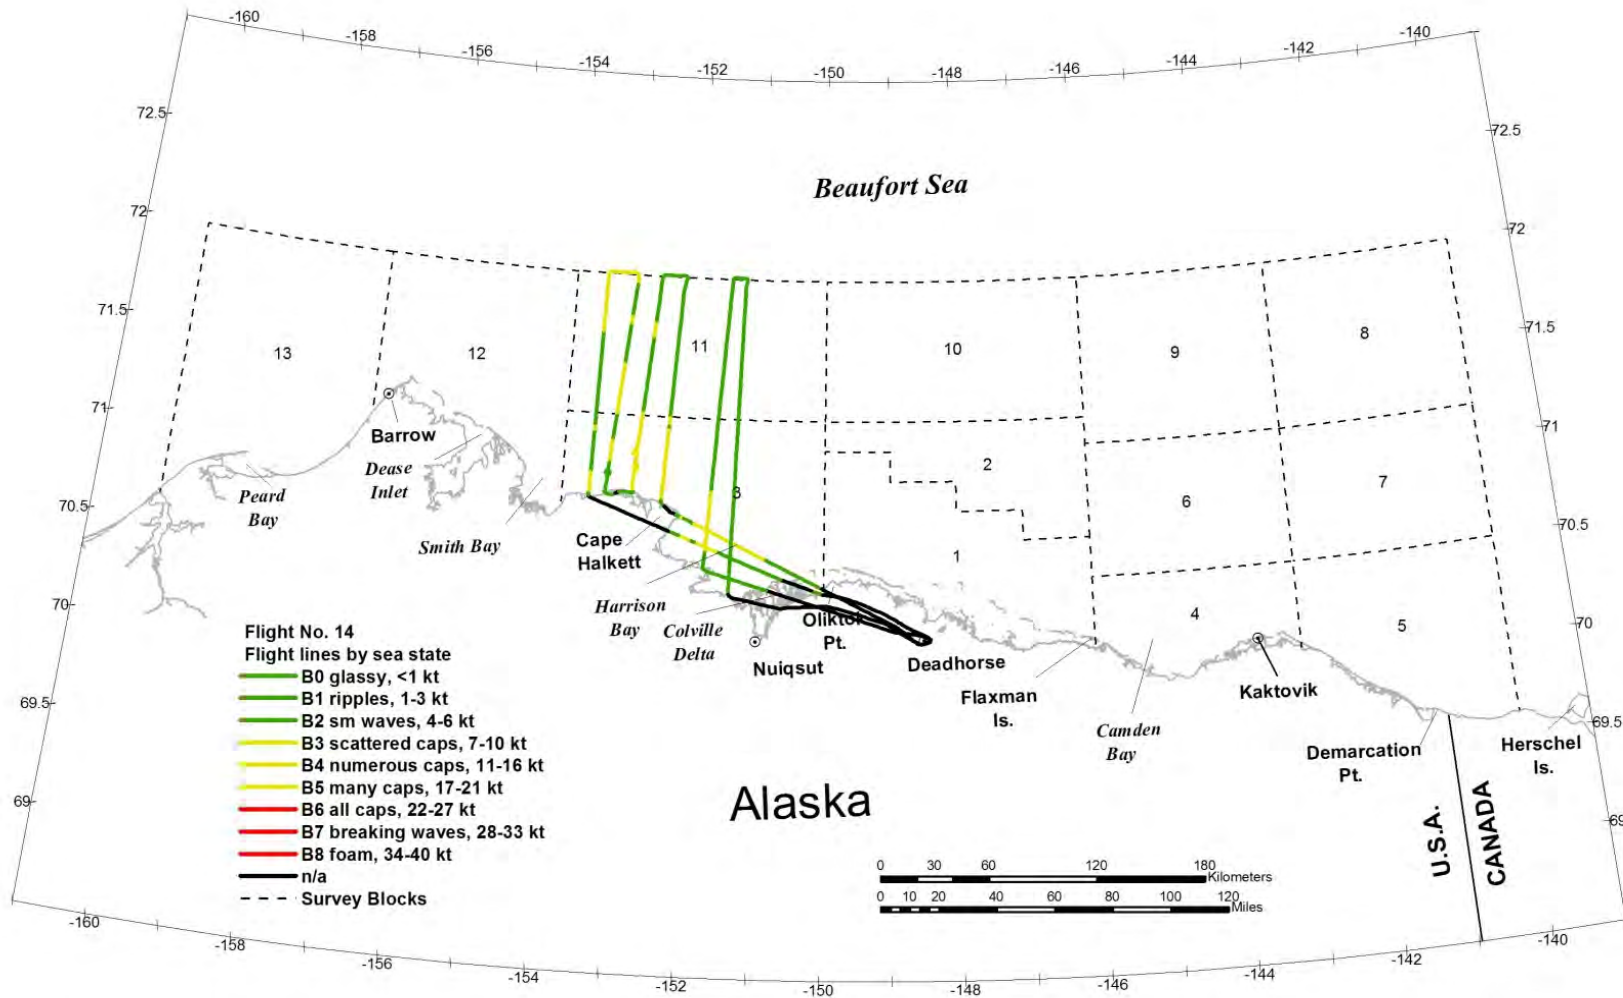 -160
-158
-156
-154
-152
-150
-148
-146
-144
-142
-140
72.5
72.5
Beaufort Sea
72
72
71.5
71.5
13
12
11
10
9
8
71
71
Barrow
Dease
Inlet
Peard
Bay
Smith Bay
Cape
Halkett
3
2
1
6
7
70.5
70.5
Harrison
Bay
Colville
Delta
Oliktok
Pt.
Nuiqsut
Deadhorse
4
5
70
70
Flaxman
Is.
Camden
Bay
Kaktovik
Demarcation
Pt.
Herschel
Is.
69.5
69.5
Flight No. 14
Flight lines by sea state
B0 glassy, <1 kt
B1 ripples, 1-3 kt
B2 sm waves, 4-6 kt
B3 scattered caps, 7-10 kt
B4 numerous caps, 11-16 kt
B5 many caps, 17-21 kt
B6 all caps, 22-27 kt
B7 breaking waves, 28-33 kt
B8 foam, 34-40 kt
n/a
Survey Blocks
Alaska
U.S.A.
CANADA
69
69
0 30 60 120 180
Kilometers
0 10 20 40 60 80 100 120
Miles
-160
-158
-156
-154
-152
-150
-148
-146
-144
-142
-140